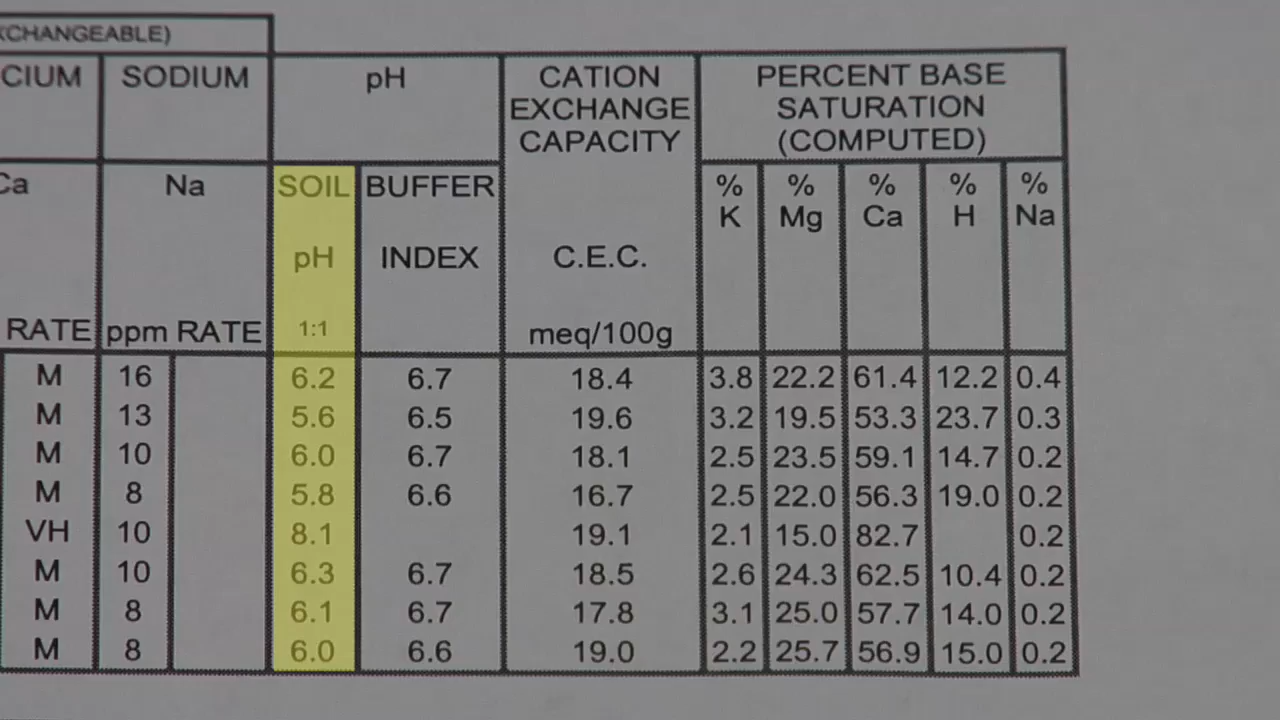 XCHANGEABLE)
CIUM SODIUM pH CATION EXCHANGE CAPACITY PERCENT BASE SATURATION (COMPUTED)
Ca Na SOIL BUFFER % K % Mg % Ca % H % Na
pH INDEX C.E.C.
RATE ppm RATE 1:1 meq/100g
M 16 6.2 6.7 18.4 3.8 22.2 61.4 12.2 0.4
M 13 5.6 6.5 19.6 3.2 19.5 53.3 23.7 0.3
M 10 6.0 6.7 18.1 2.5 23.5 59.1 14.7 0.2
M 8 5.8 6.6 16.7 2.5 22.0 56.3 19.0 0.2
VH 10 8.1 19.1 2.1 15.0 82.7 0.2
M 10 6.3 6.7 18.5 2.6 24.3 62.5 10.4 0.2
M 8 6.1 6.7 17.8 3.1 25.0 57.7 14.0 0.2
M 8 6.0 6.6 19.0 2.2 25.7 56.9 15.0 0.2